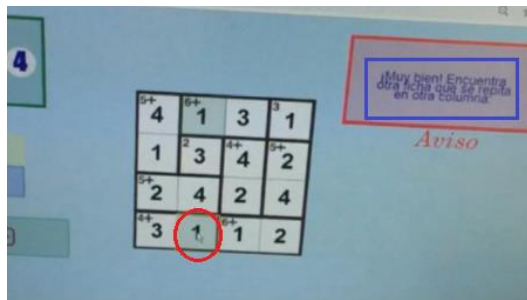 4
¡Muy bien! Encuentra
otra ficha que se repita
en otra columna.
Aviso
5+ 4 6+ 1 3 3 1
1 2 3 4+ 4 5+ 2
5+ 2 4 2 4
4+ 3 1 6+ 1 2